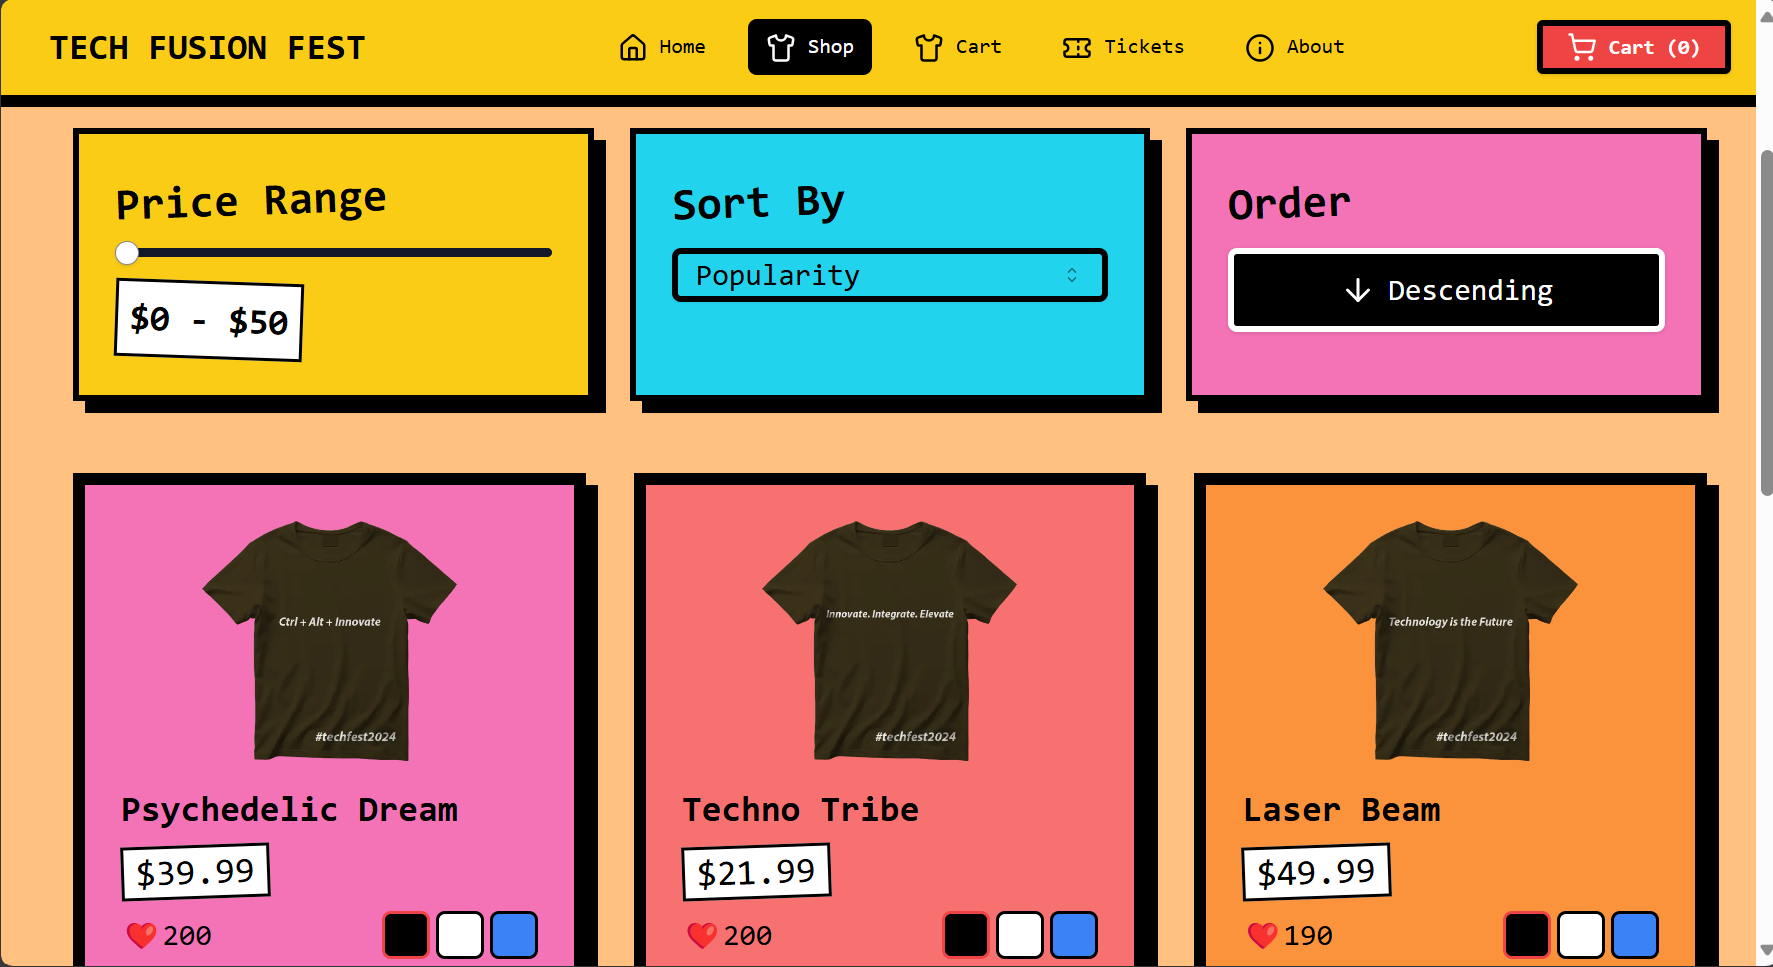 TECH FUSION FEST
Home
Shop
Cart
Tickets
About
Cart (0)
Price Range
$0 - $50
Sort By
Popularity
Order
Descending
Ctrl + Alt + Innovate
#techfest2024
Psychedelic Dream
$39.99
200
Innovate. Integrate. Elevate
#techfest2024
Techno Tribe
$21.99
200
Technology is the Future
#techfest2024
Laser Beam
$49.99
190